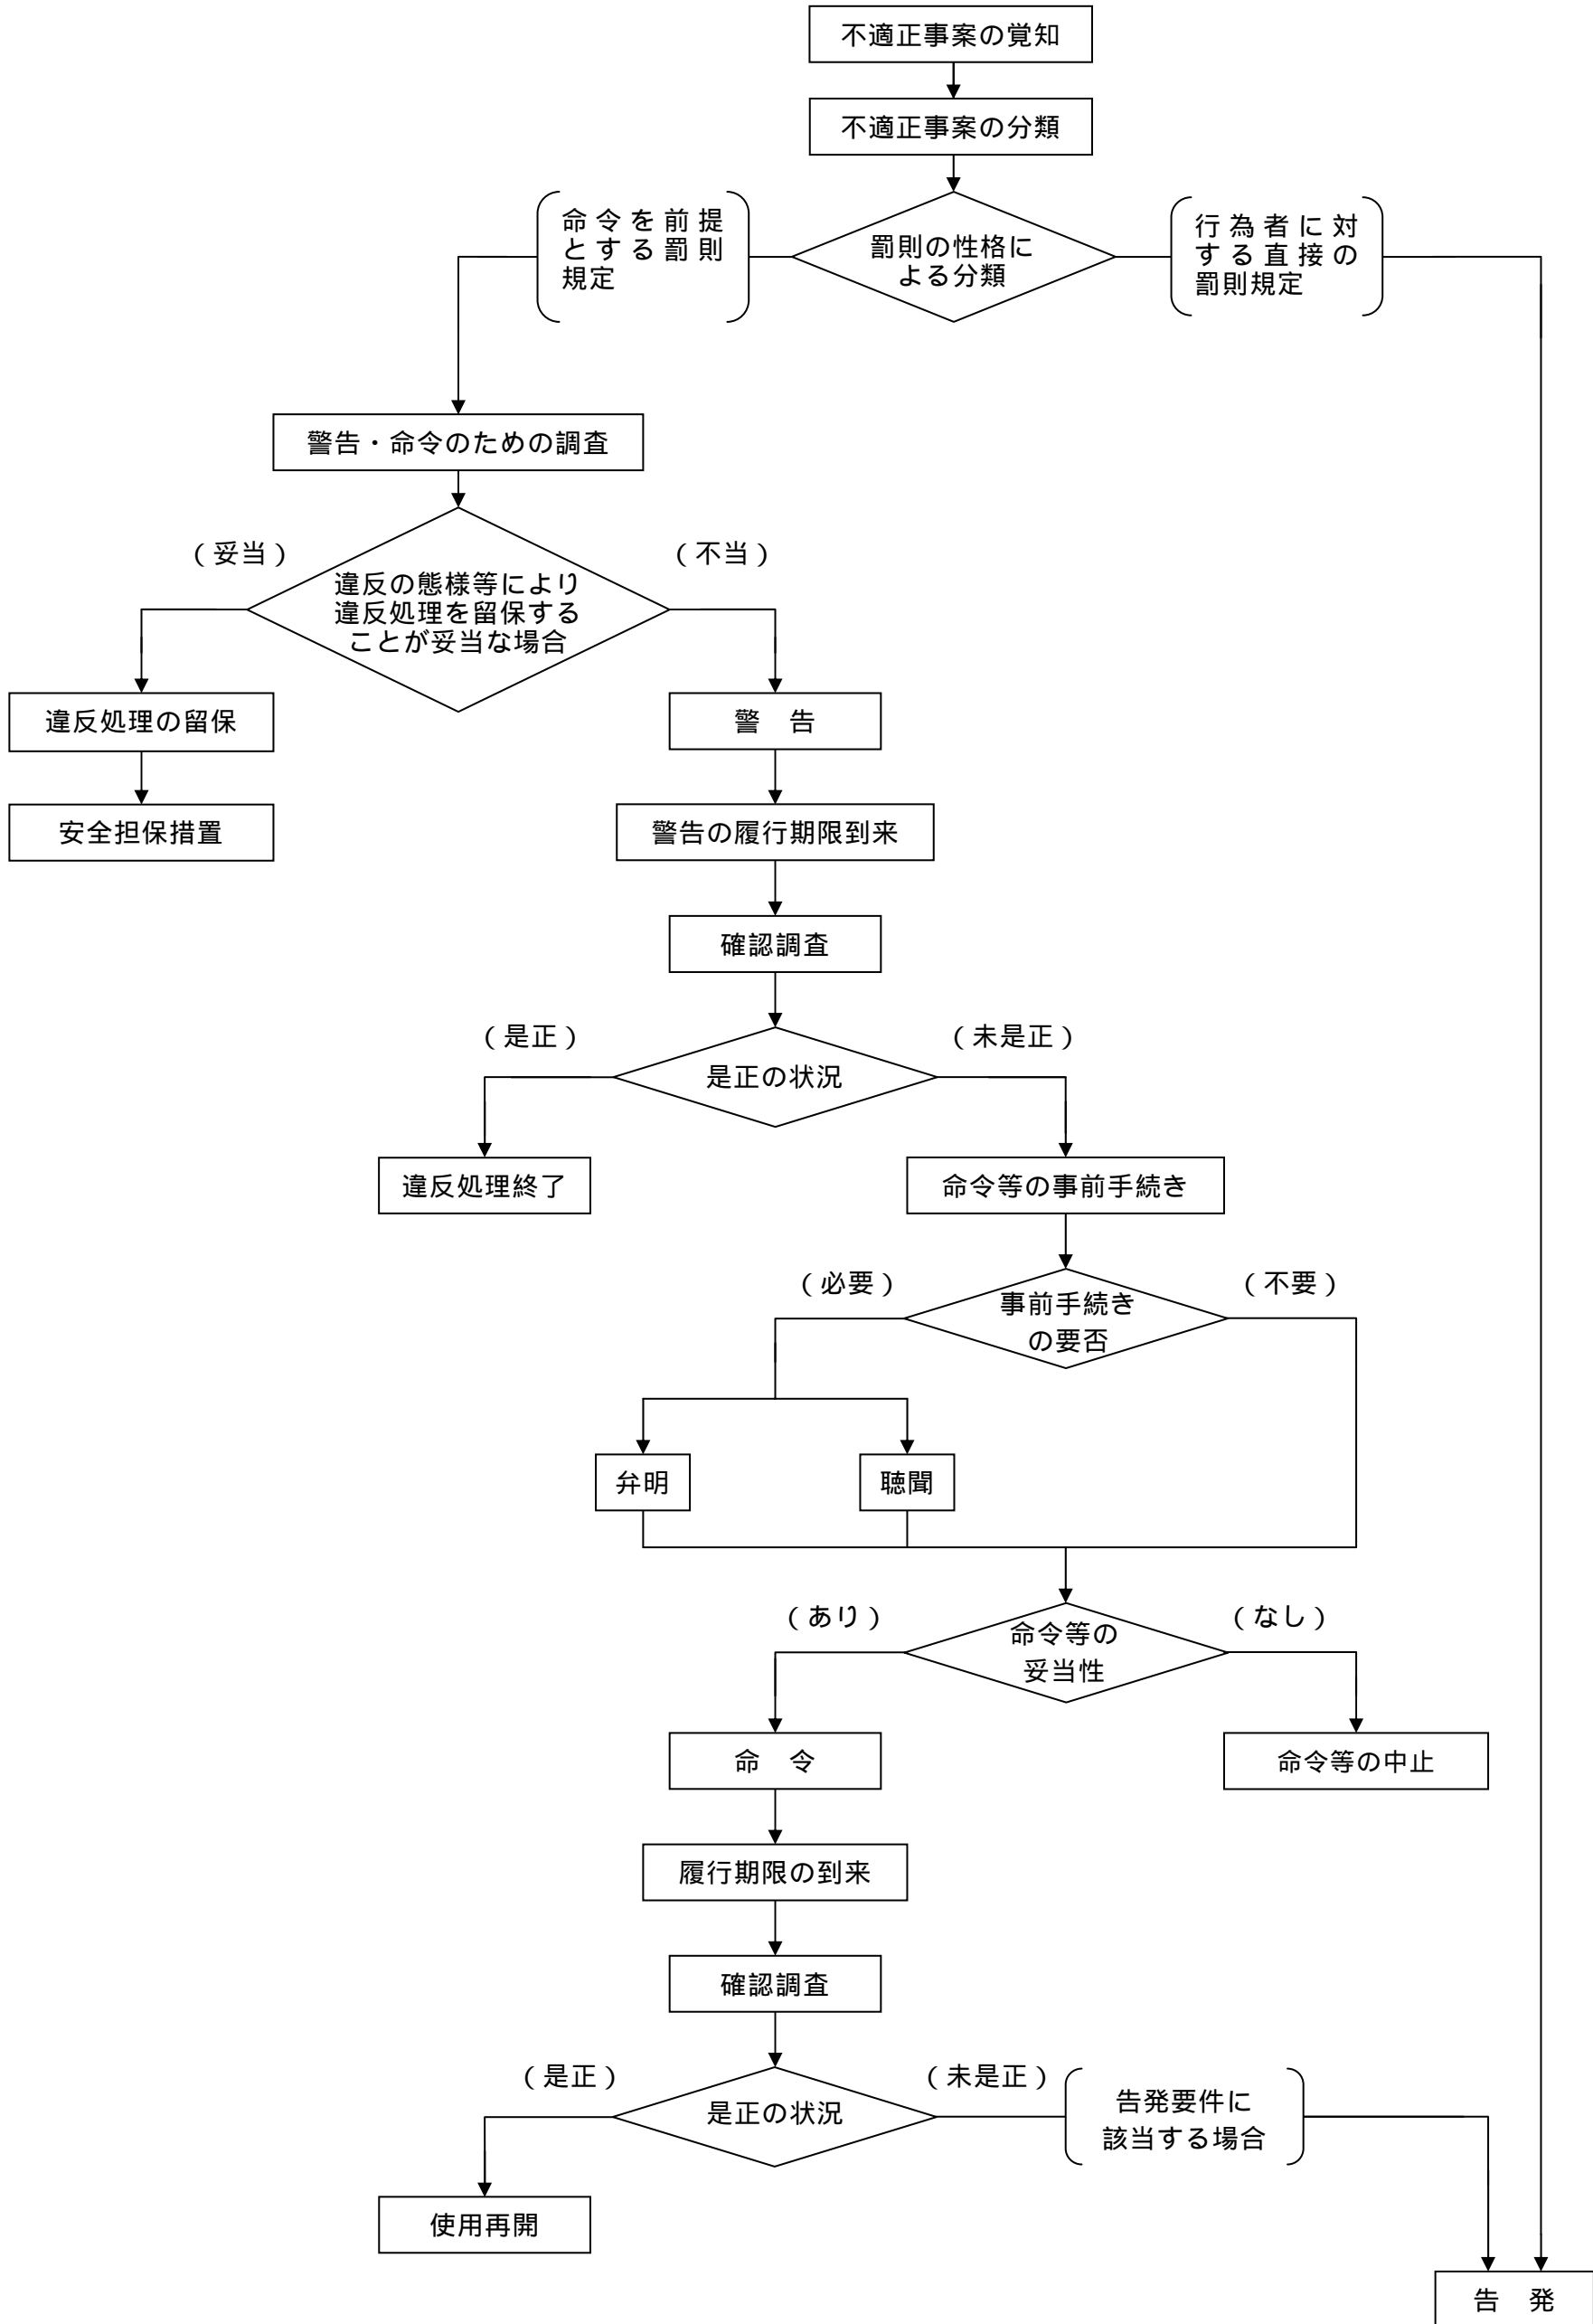 不適正事案の覚知
不適正事案の分類
命令を前提
とする罰則
規定
罰則の性格に
よる分類
行為者に対
する直接の
罰則規定
警告・命令のための調査
（妥当）
（不当）
違反の態様等により
違反処理を留保する
ことが妥当な場合
違反処理の留保
警　告
安全担保措置
警告の履行期限到来
確認調査
（是正）
（未是正）
是正の状況
違反処理終了
命令等の事前手続き
（必要）
（不要）
事前手続き
の要否
弁明
聴聞
（あり）
（なし）
命令等の
妥当性
命　令
命令等の中止
履行期限の到来
確認調査
（是正）
（未是正）
是正の状況
告発要件に
該当する場合
使用再開
告　発